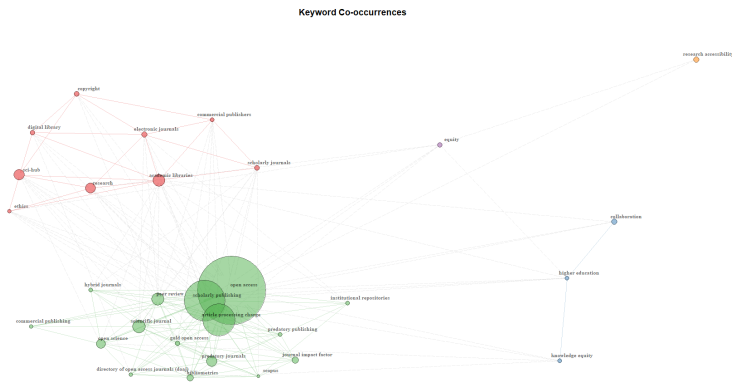 Keyword Co-occurrences
research accessibility
copyright
commercial publishers
digital library
electronic journals
equity
scholarly journals
sci-hub
academic libraries
research
ethics
collaboration
higher education
open access
hybrid journals
peer review
scholarly publishing
institutional repositories
article processing charge
commercial publishing
scientific journal
predatory publishing
open science
gold open access
predatory journals
journal impact factor
knowledge equity
directory of open access journals (doaj)
bibliometrics
scopus